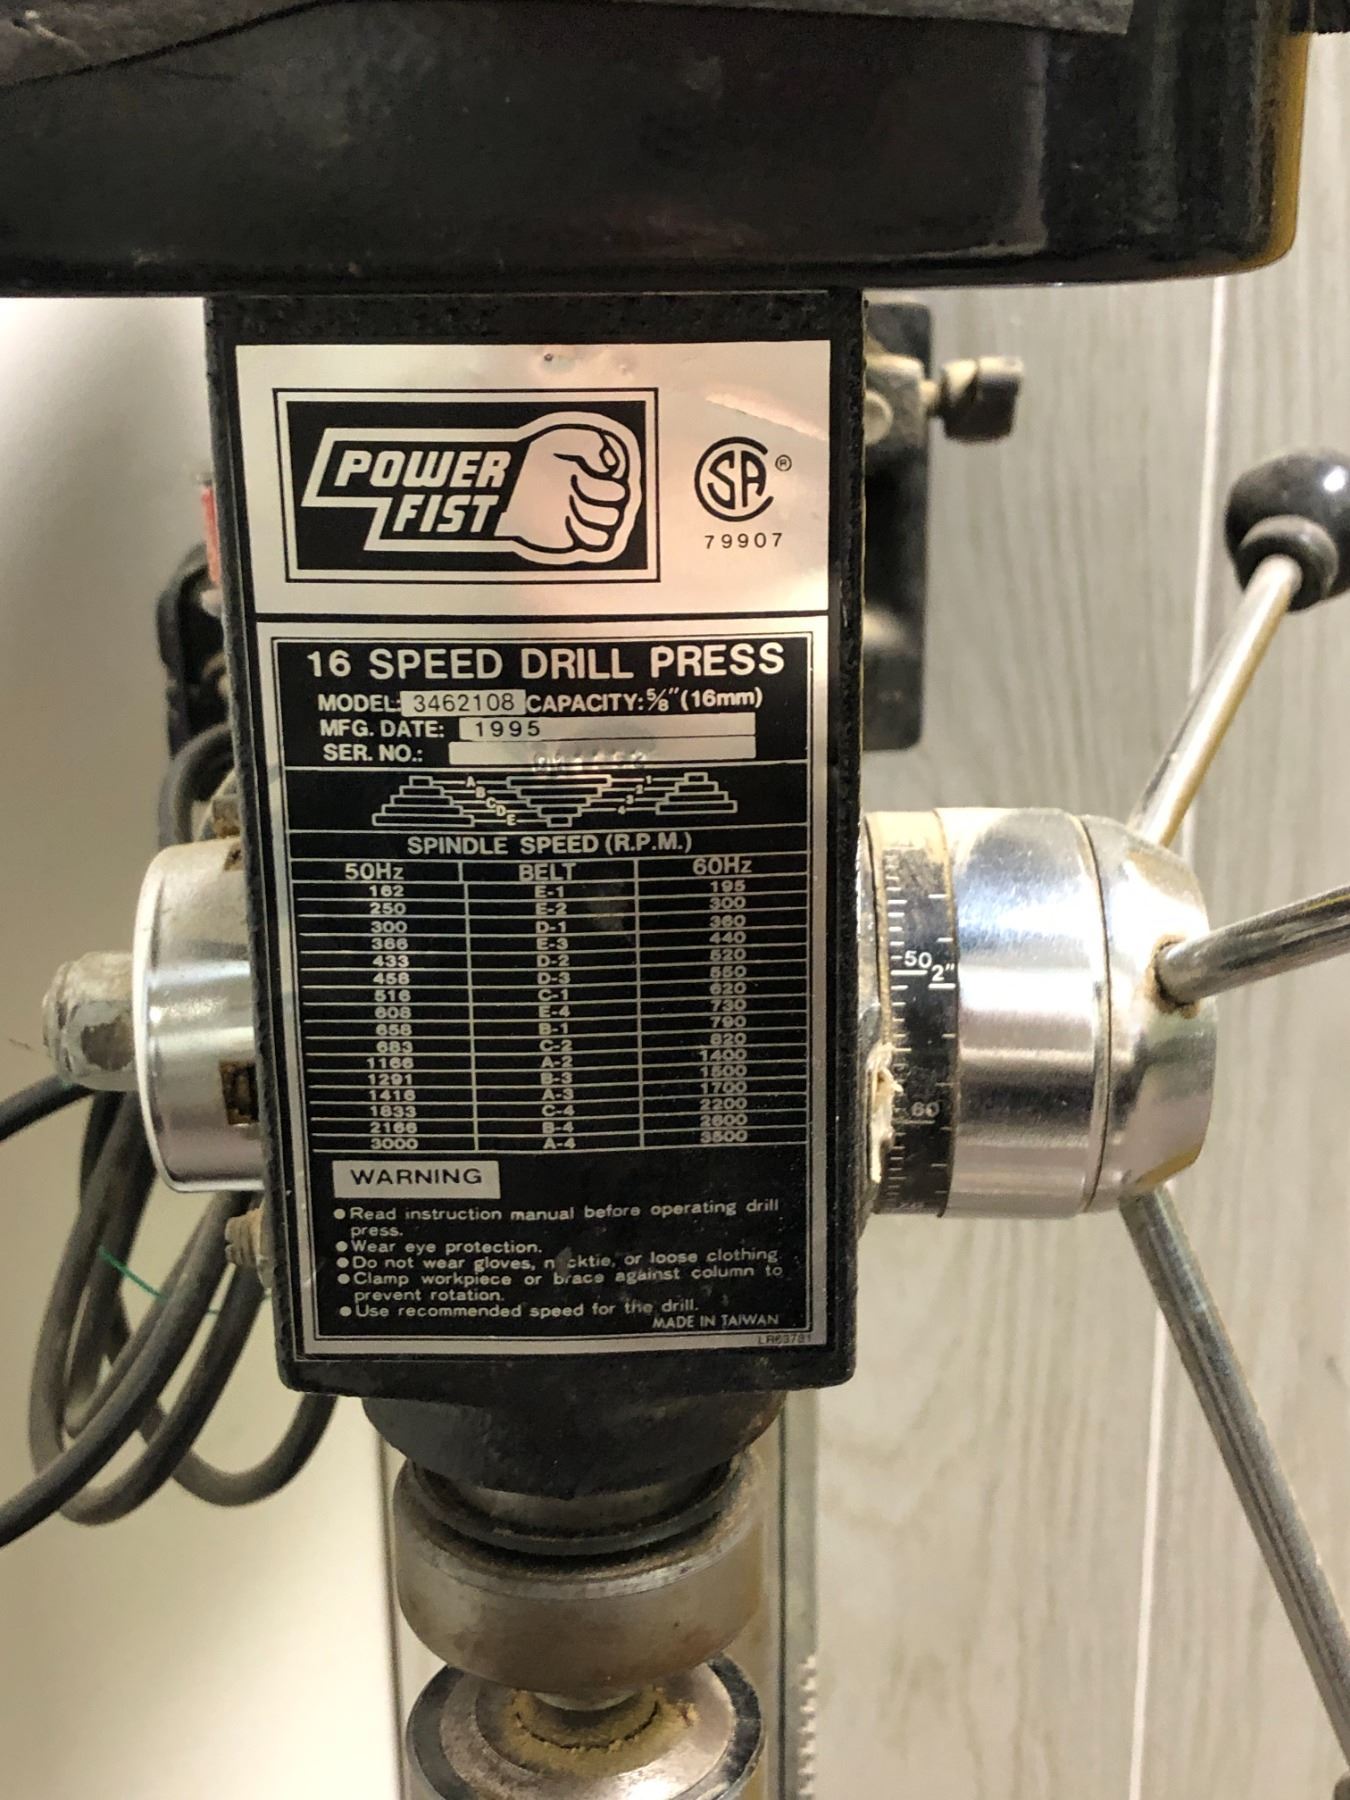 POWER
FIST
SA ®
79907
16 SPEED DRILL PRESS
MODEL: 3462108 CAPACITY: 5/8" (16mm)
MFG. DATE: 1995
SER. NO.:
A 1
B 2
C 3
D 4
E
SPINDLE SPEED (R.P.M.)
50Hz BELT 60Hz
162 E-1 195
250 E-2 300
300 D-1 360
366 E-3 440
433 D-2 520
458 D-3 550
516 C-1 620
608 E-4 730
658 B-1 790
683 C-2 820
1166 A-2 1400
1291 B-3 1500
1416 A-3 1700
1833 C-4 2200
2166 B-4 2600
3000 A-4 3500
WARNING
● Read instruction manual before operating drill
press.
● Wear eye protection.
● Do not wear gloves, necktie, or loose clothing
● Clamp workpiece or brace against column to
prevent rotation.
● Use recommended speed for the drill.
MADE IN TAIWAN
50 2"
60